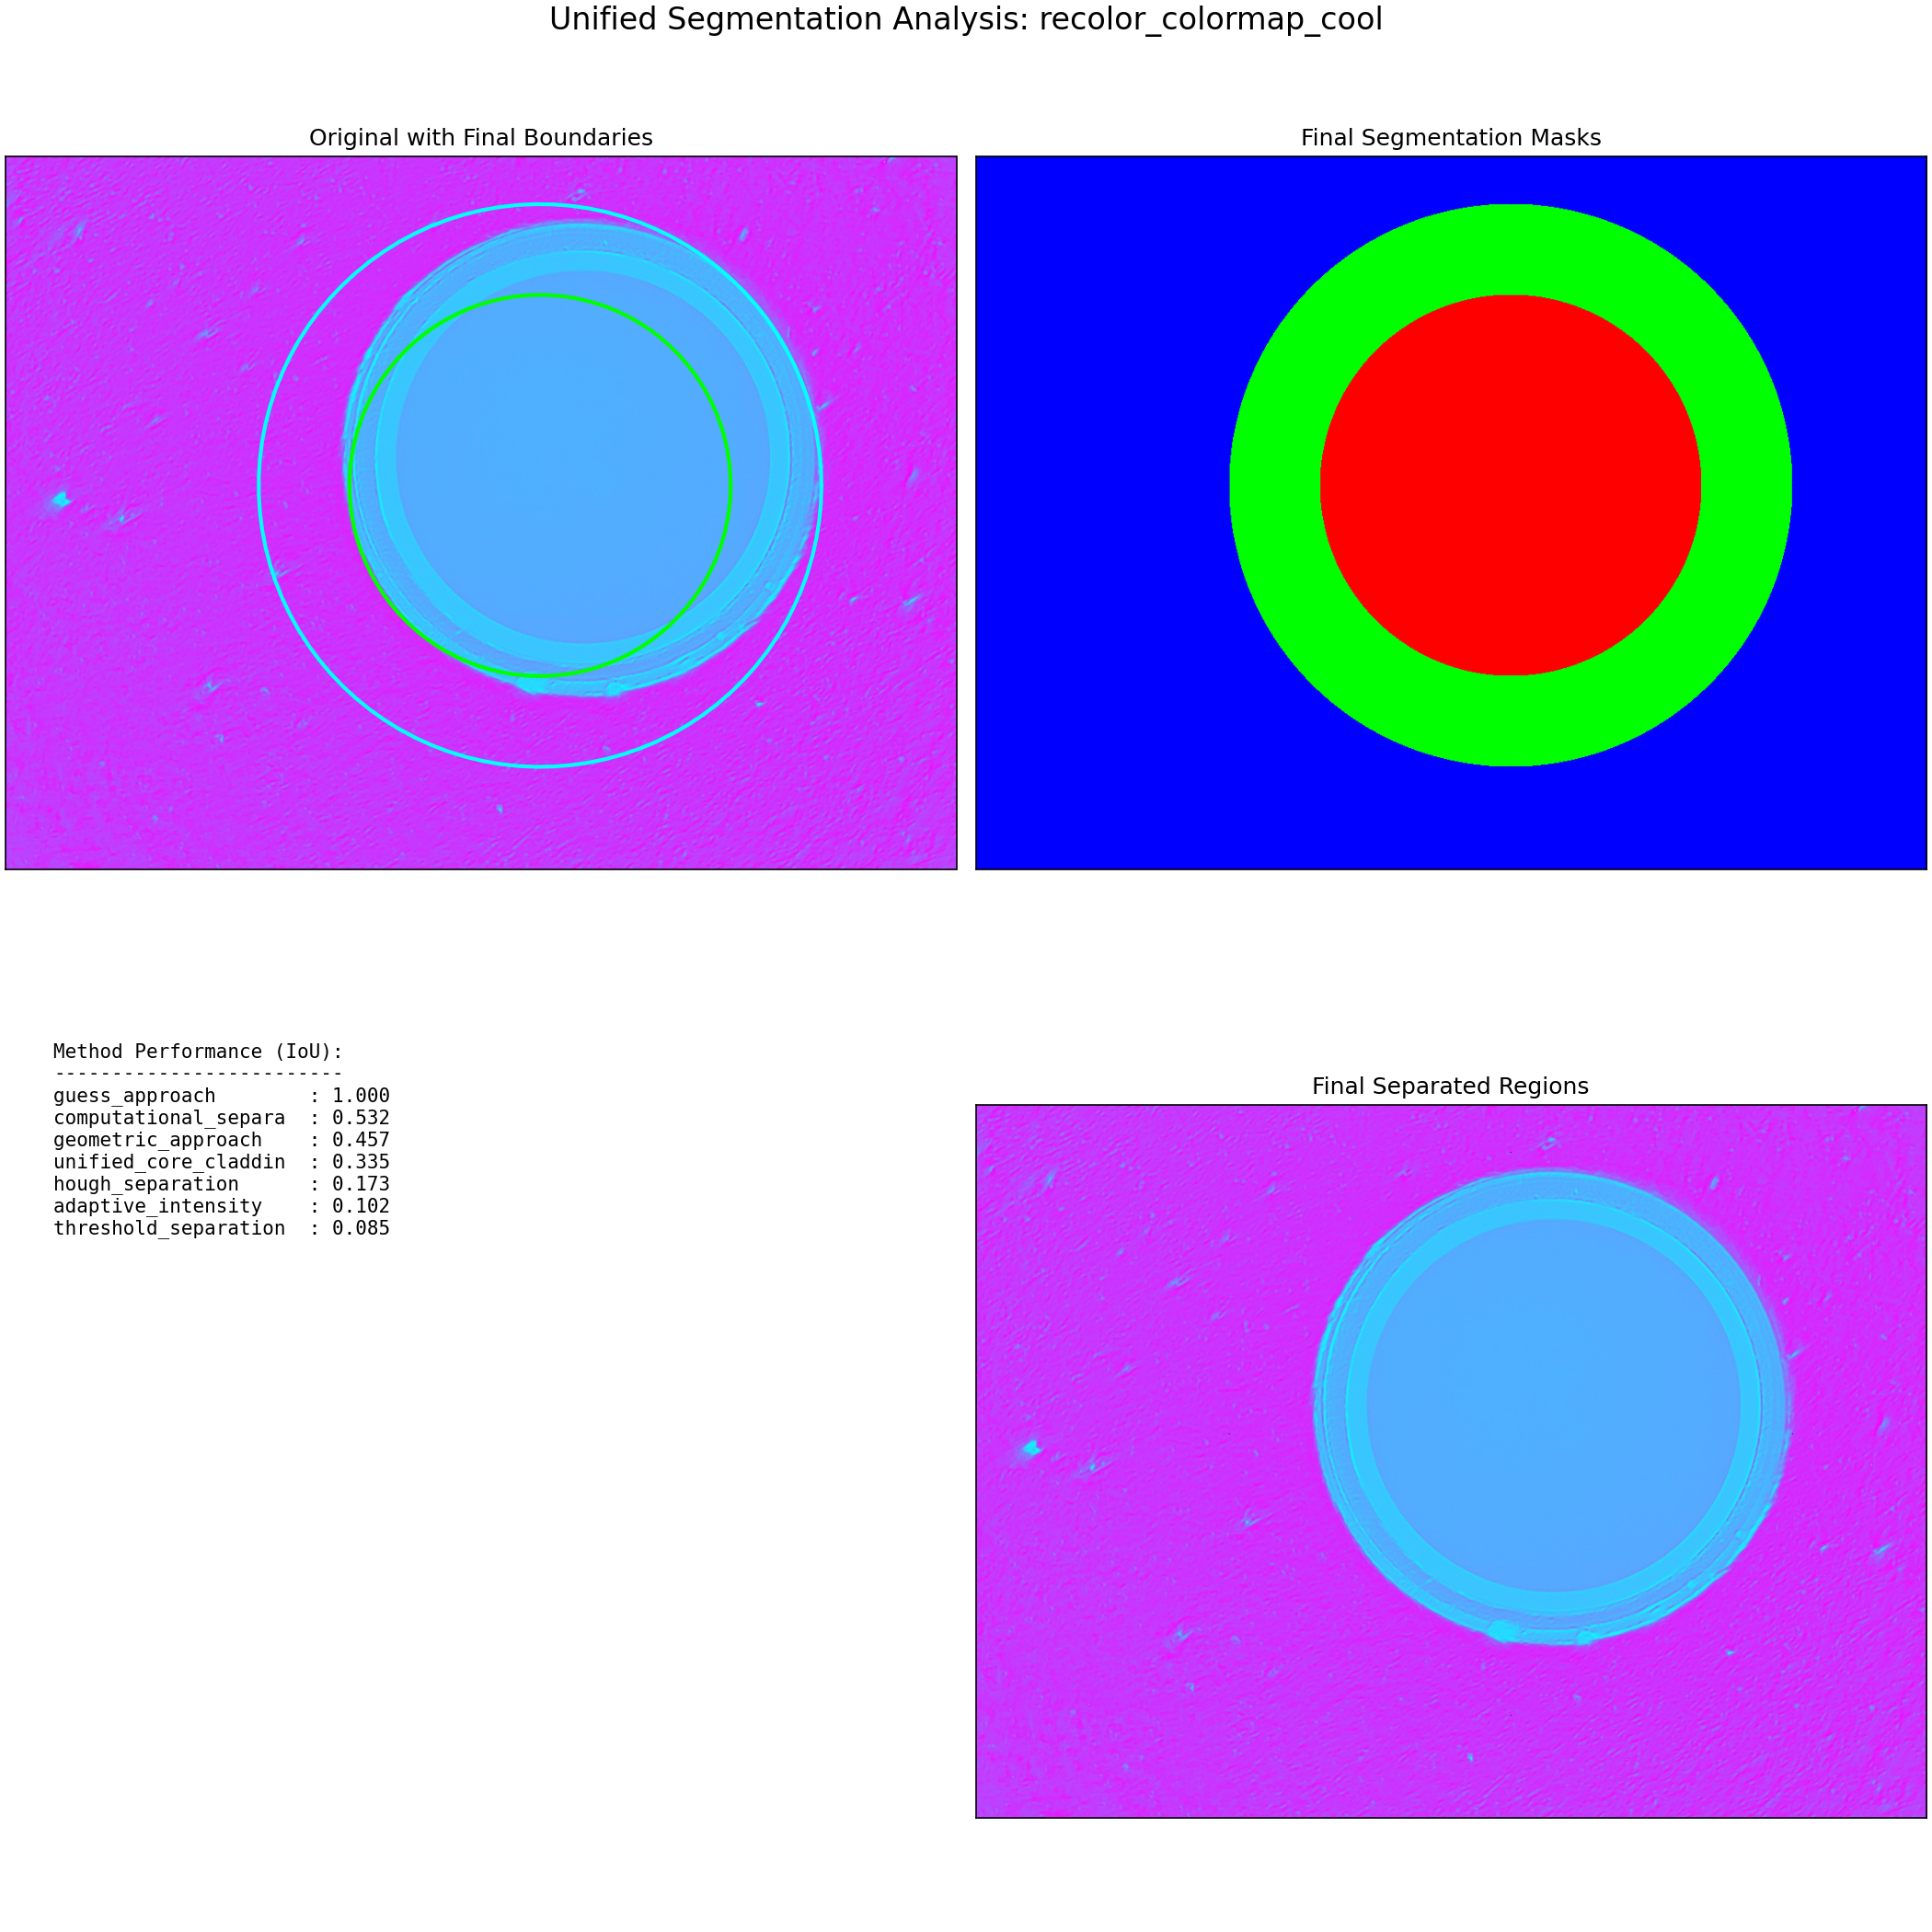 Unified Segmentation Analysis: recolor_colormap_cool
Original with Final Boundaries
Final Segmentation Masks
Method Performance (IoU):
-------------------------
guess_approach        : 1.000
computational_separa  : 0.532
geometric_approach    : 0.457
unified_core_claddin  : 0.335
hough_separation      : 0.173
adaptive_intensity    : 0.102
threshold_separation  : 0.085
Final Separated Regions